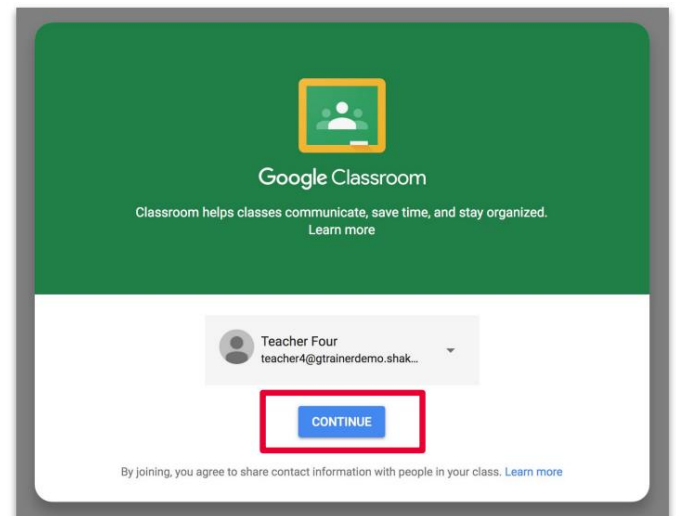 Google Classroom
Classroom helps classes communicate, save time, and stay organized.
Learn more
Teacher Four
teacher4@gtrainerdemo.shak...
CONTINUE
By joining, you agree to share contact information with people in your class. Learn more